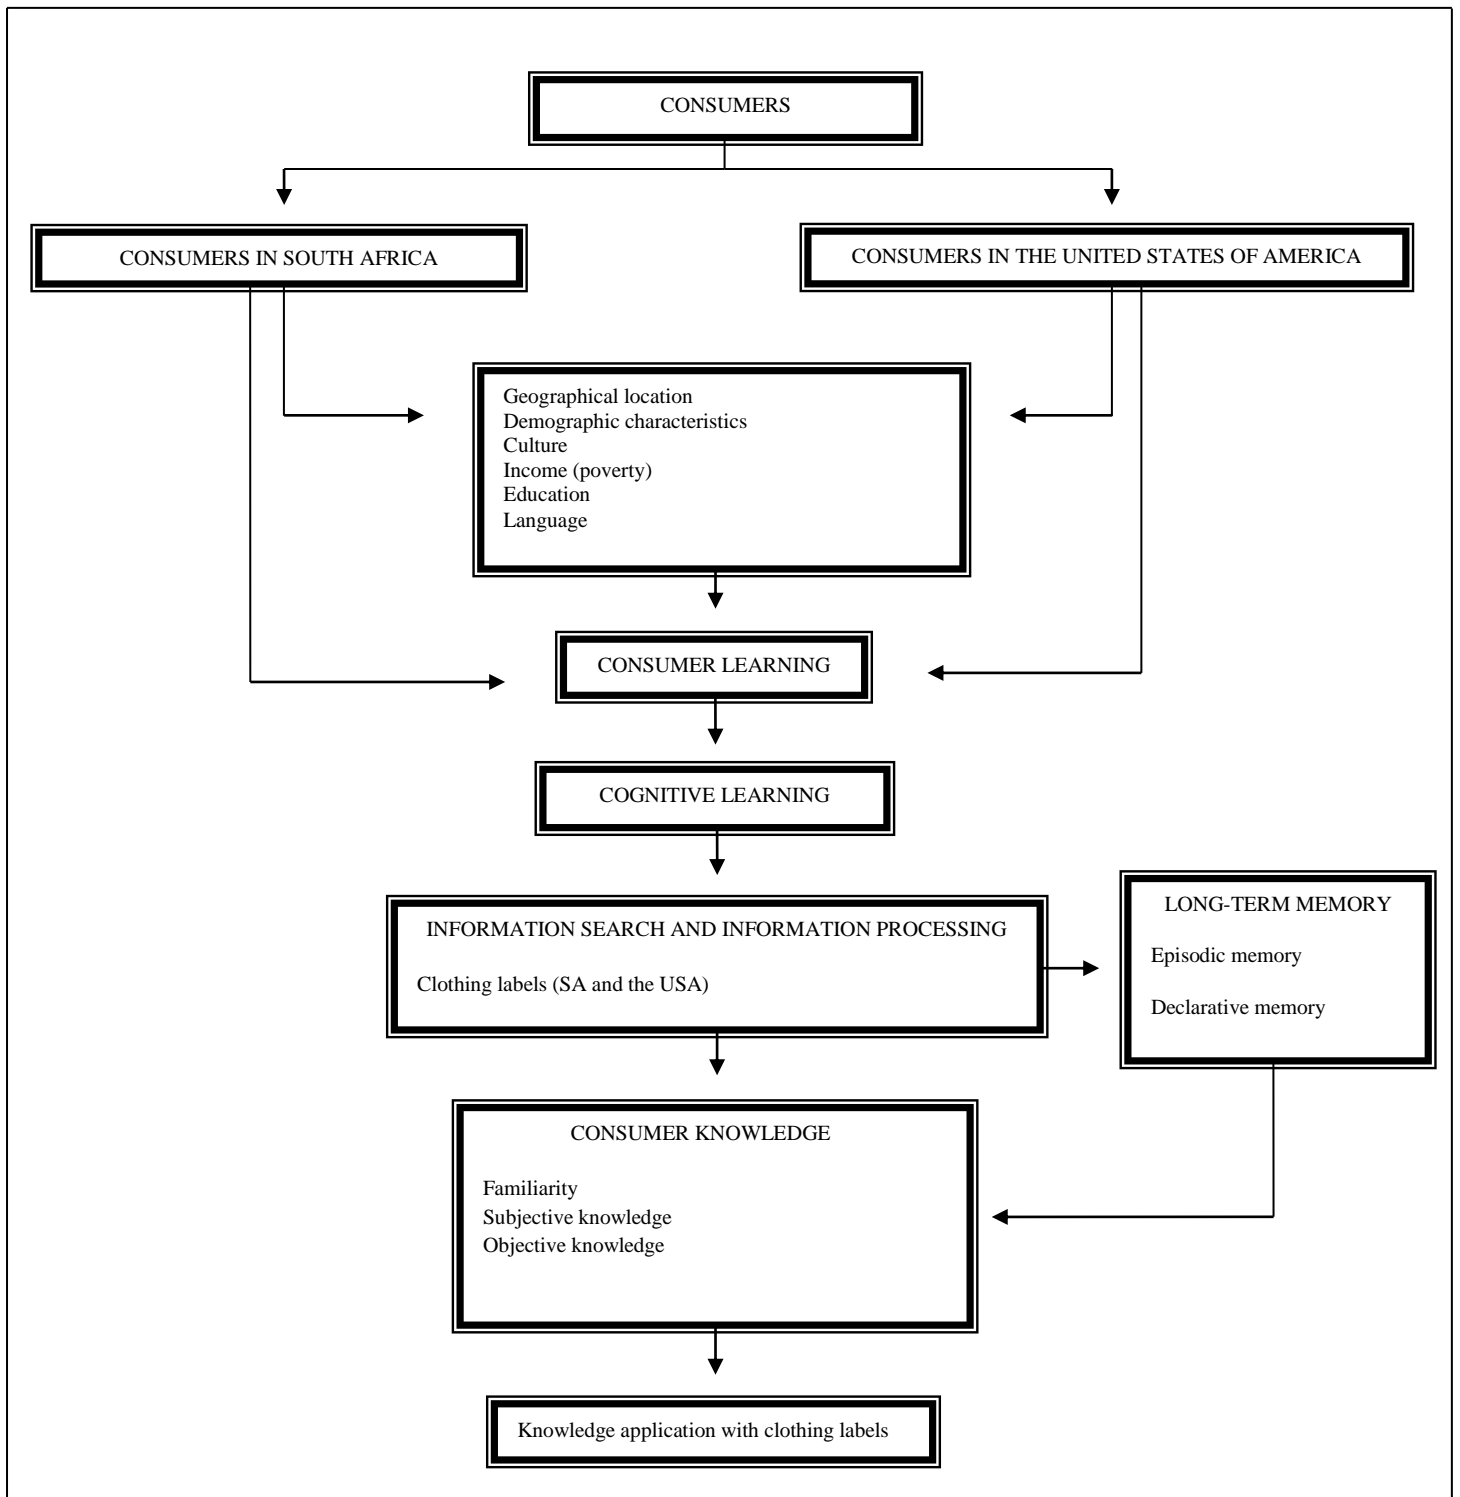 CONSUMERS
CONSUMERS IN SOUTH AFRICA
CONSUMERS IN THE UNITED STATES OF AMERICA
Geographical location
Demographic characteristics
Culture
Income (poverty)
Education
Language
CONSUMER LEARNING
COGNITIVE LEARNING
INFORMATION SEARCH AND INFORMATION PROCESSING
Clothing labels (SA and the USA)
LONG-TERM MEMORY
Episodic memory
Declarative memory
CONSUMER KNOWLEDGE
Familiarity
Subjective knowledge
Objective knowledge
Knowledge application with clothing labels